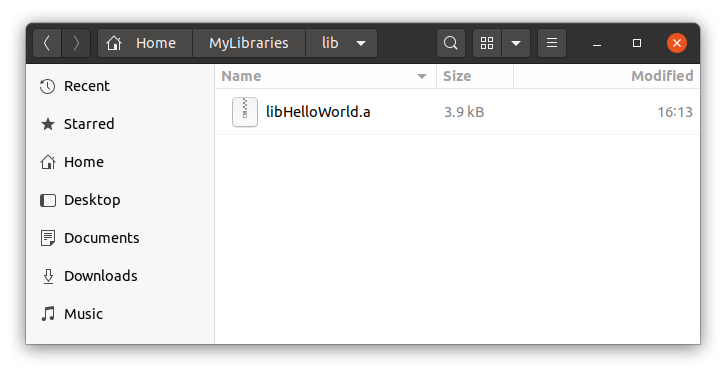 Home MyLibraries lib
Recent
Starred
Home
Desktop
Documents
Downloads
Music
Name Size Modified
libHelloWorld.a 3.9 kB 16:13